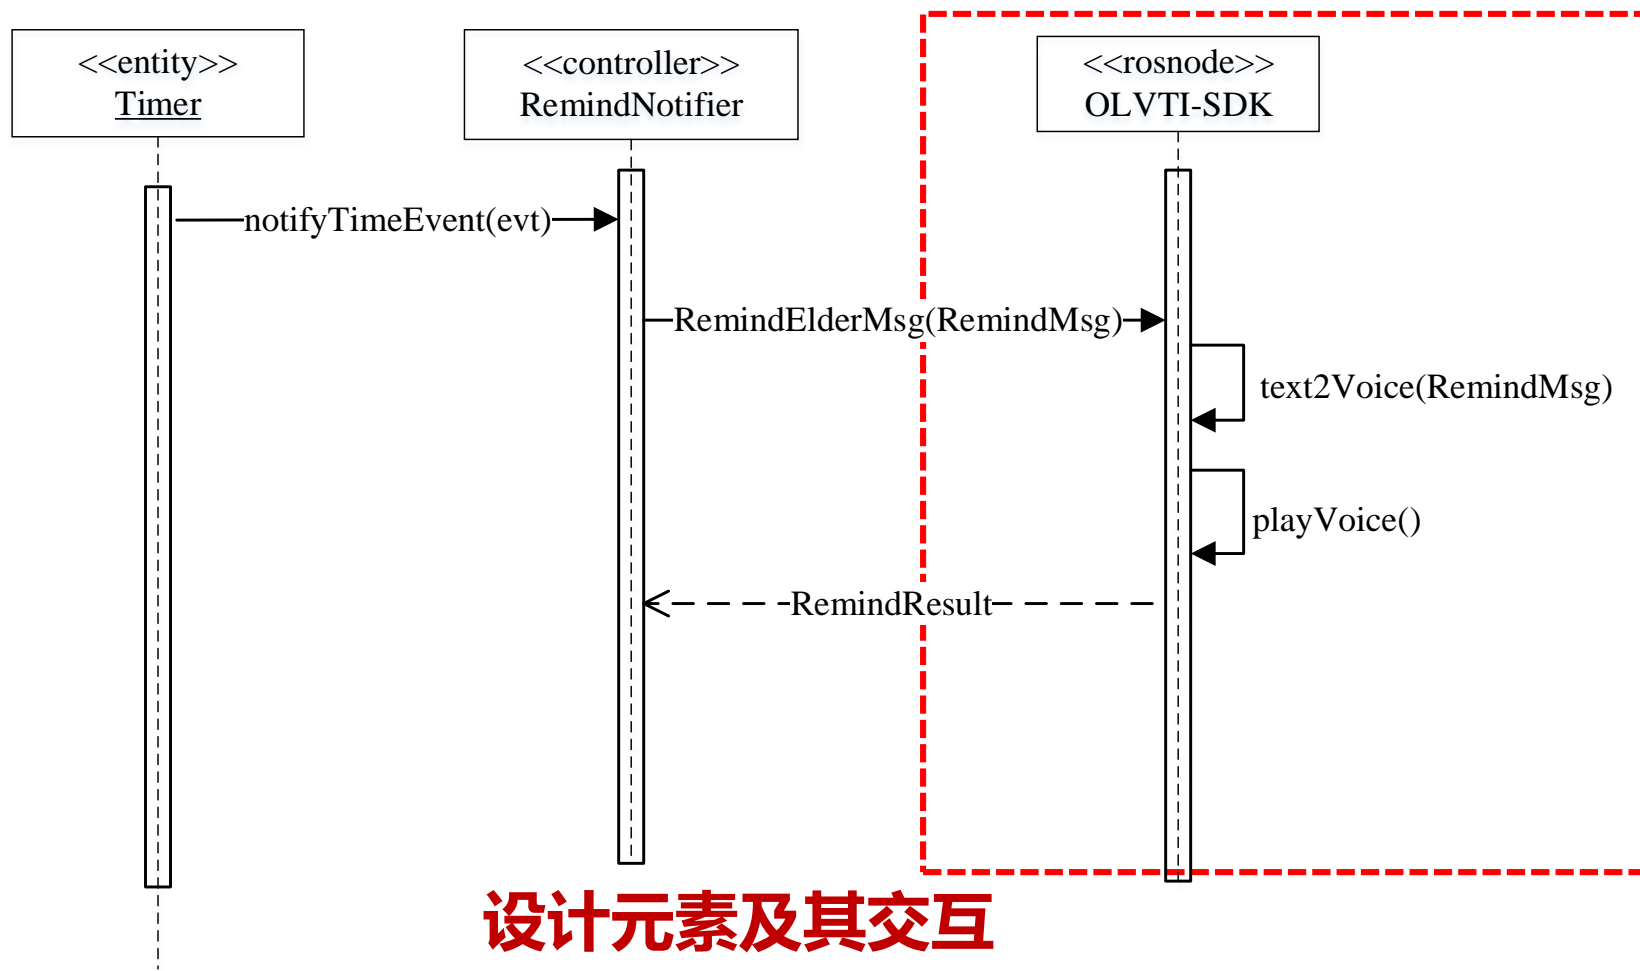 <<entity>>
Timer
<<controller>>
RemindNotifier
<<rosnode>>
OLVTI-SDK
notifyTimeEvent(evt)
RemindElderMsg(RemindMsg)
text2Voice(RemindMsg)
playVoice()
RemindResult
设计元素及其交互